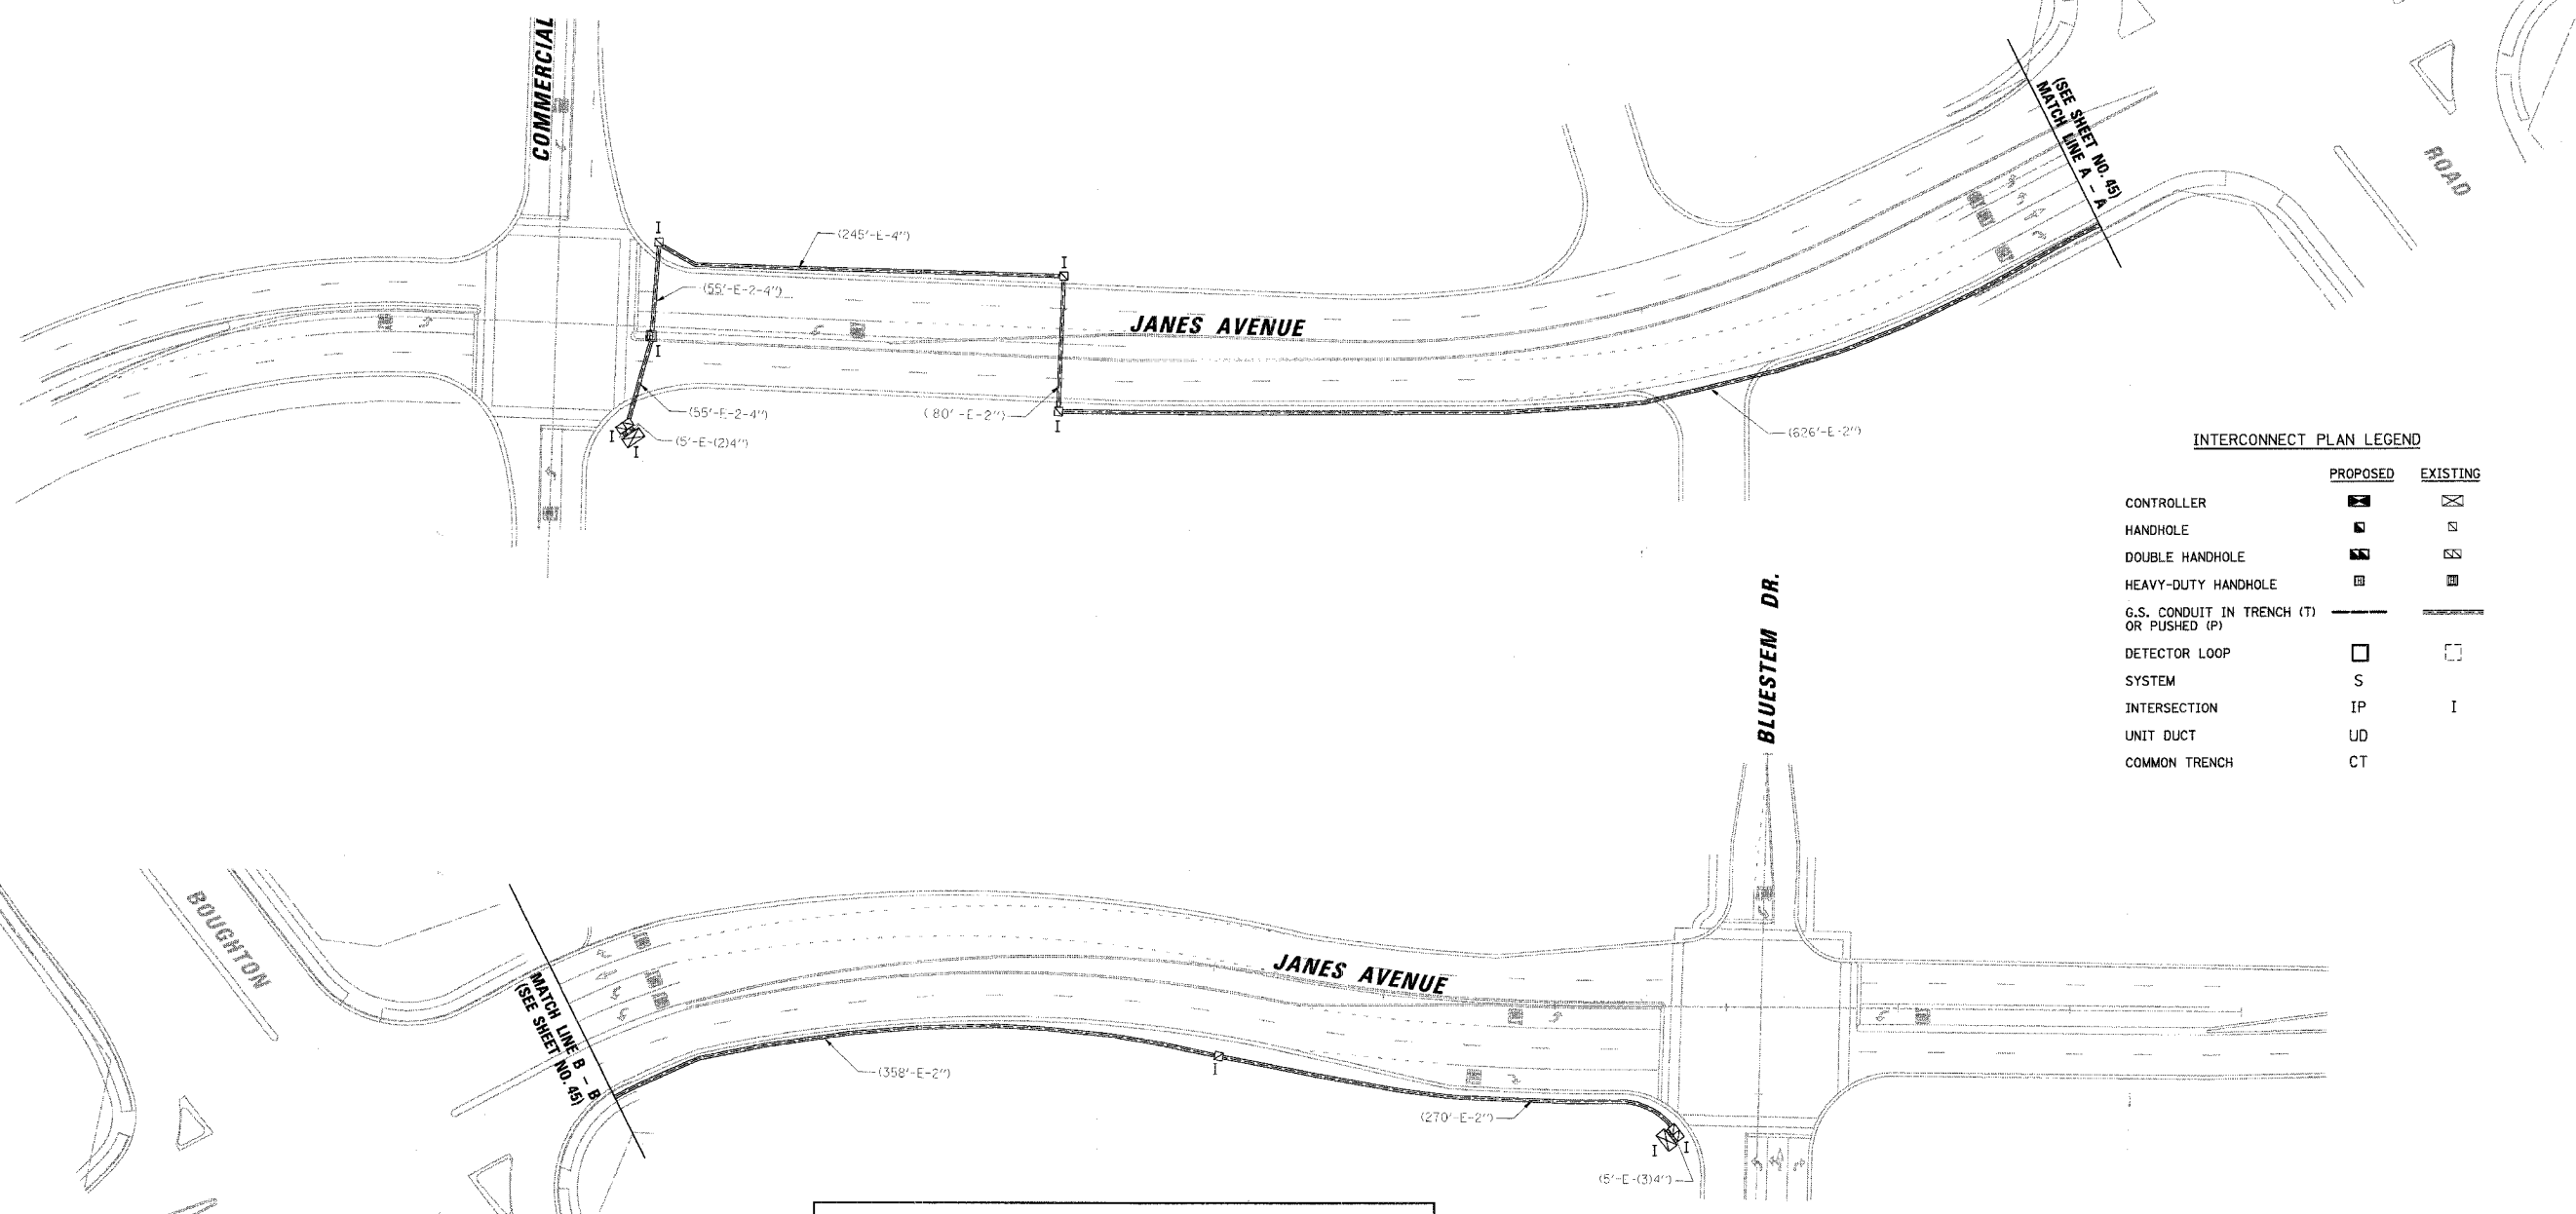 COMMERCIAL
(SEE SHEET NO. 45)
MATCH LINE A - A
ROAD
I
(245'-E-4")
I
(55'-E-2-4")
JANES AVENUE
I
(55'-E-2-4")
(80'-E-2")
I
(5'-E-(2)4")
I
I
(626'-E-2")
INTERCONNECT PLAN LEGEND
PROPOSED EXISTING
CONTROLLER
HANDHOLE
DOUBLE HANDHOLE
HEAVY-DUTY HANDHOLE
H H
G.S. CONDUIT IN TRENCH (T)
OR PUSHED (P)
DETECTOR LOOP
SYSTEM S
INTERSECTION IP I
UNIT DUCT UD
COMMON TRENCH CT
BLUESTEM DR.
BOUGHTON
MATCH LINE B - B
(SEE SHEET NO. 45)
JANES AVENUE
(358'-E-2")
I
(270'-E-2")
I I
(5'-E-(3)4")